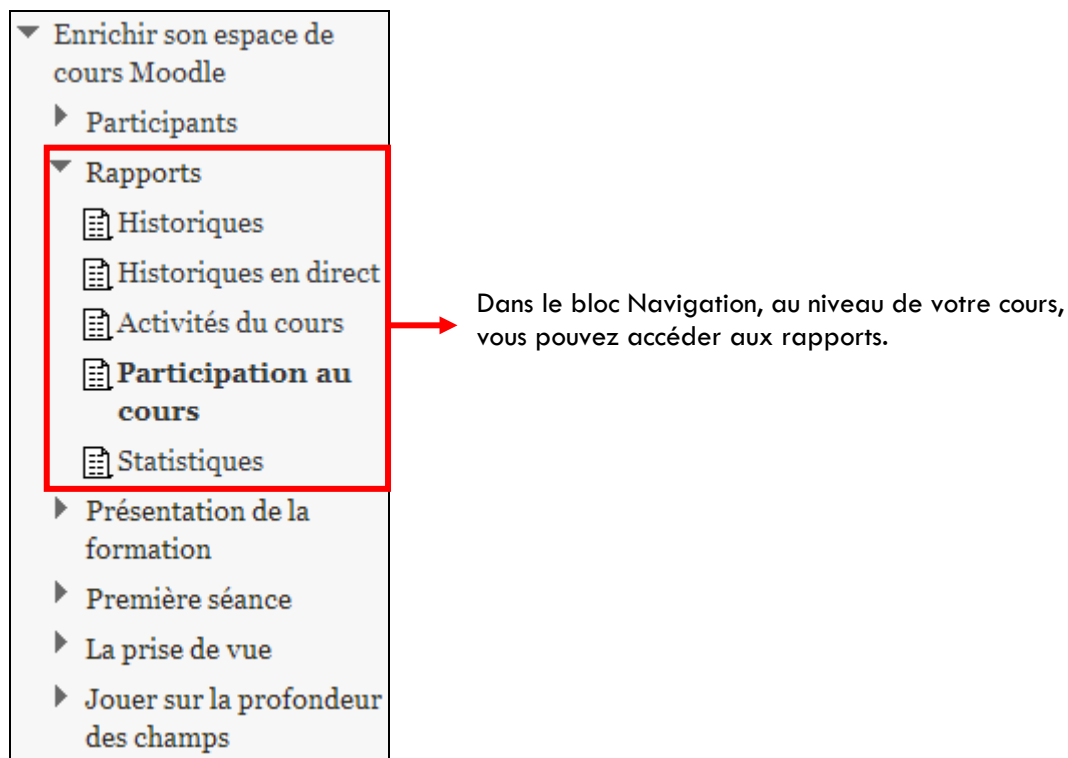 Enrichir son espace de
cours Moodle
Participants
Rapports
Historiques
Historiques en direct
Activités du cours
Participation au
cours
Statistiques
Présentation de la
formation
Première séance
La prise de vue
Jouer sur la profondeur
des champs
Dans le bloc Navigation, au niveau de votre cours,
vous pouvez accéder aux rapports.